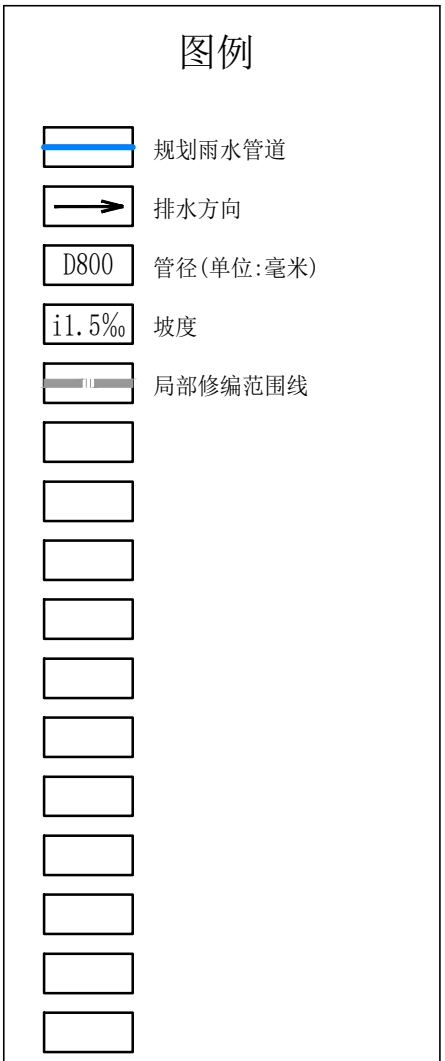 图例
规划雨水管道
排水方向
D800 管径(单位:毫米)
i1.5‰ 坡度
局部修编范围线